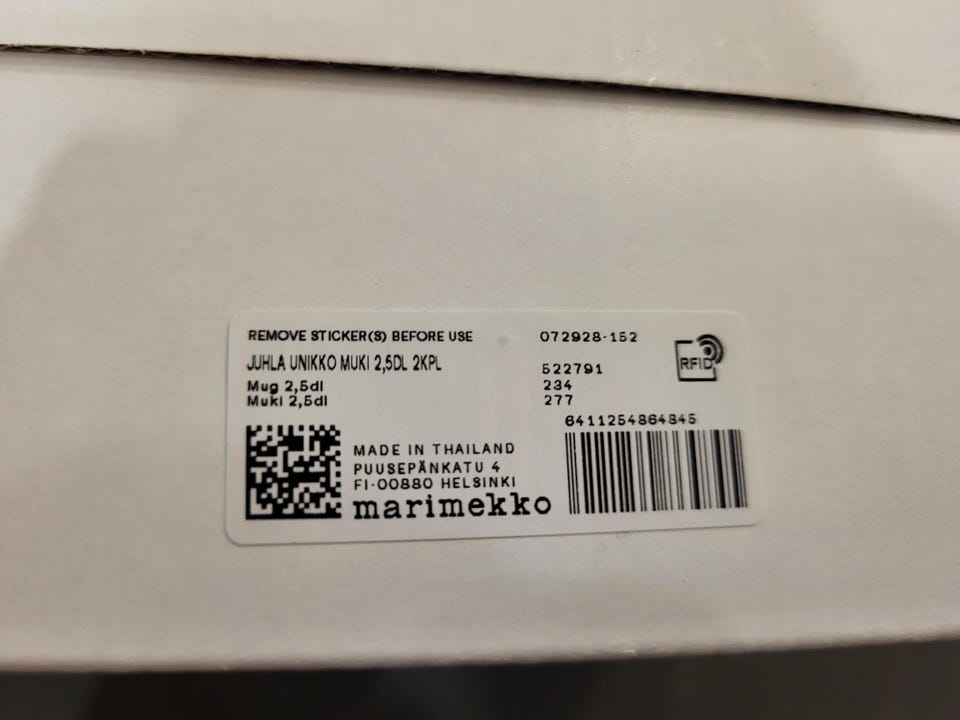 REMOVE STICKER(S) BEFORE USE
072928-152
RFID
JUHLA UNIKKO MUKI 2,5DL 2KPL
522791
Mug 2,5dl
234
Muki 2,5dl
277
6411254864845
MADE IN THAILAND
PUUSEPÄNKATU 4
FI-00880 HELSINKI
marimekko